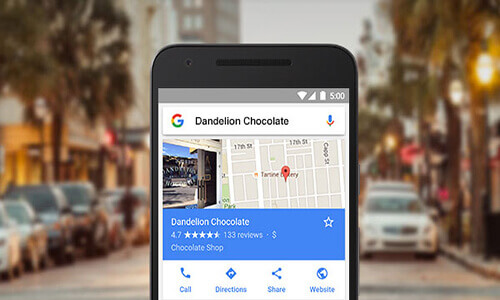 5:00
G Dandelion Chocolate
17th St
17th St
Capp St
Tartine Bakery
Dandelion Chocolate
4.7 ★★★★★ 133 reviews · $
Chocolate Shop
Call Directions Share Website